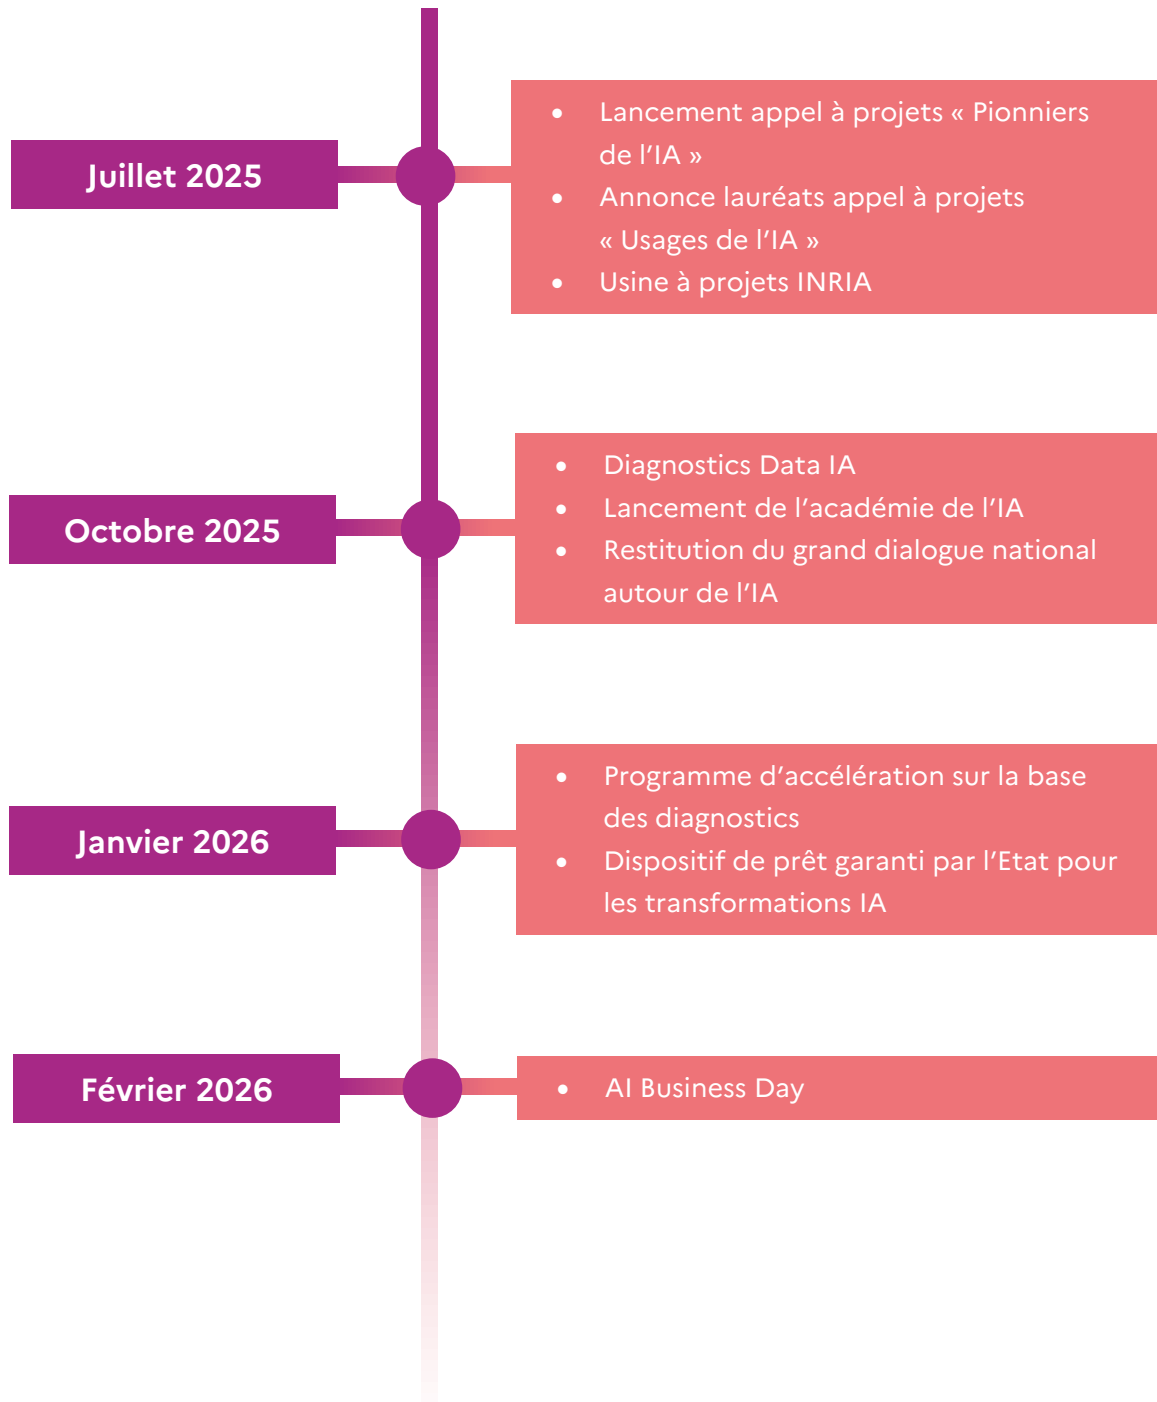 Juillet 2025
• Lancement appel à projets « Pionniers
de l’IA »
• Annonce lauréats appel à projets
« Usages de l’IA »
• Usine à projets INRIA
Octobre 2025
• Diagnostics Data IA
• Lancement de l’académie de l’IA
• Restitution du grand dialogue national
autour de l’IA
Janvier 2026
• Programme d’accélération sur la base
des diagnostics
• Dispositif de prêt garanti par l’Etat pour
les transformations IA
Février 2026
• AI Business Day